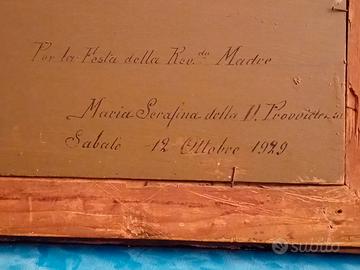 Per la Festa della Rev.da Madre
Maria Serafina della D. Provvidenza
Sabato 12 Ottobre 1929
subito